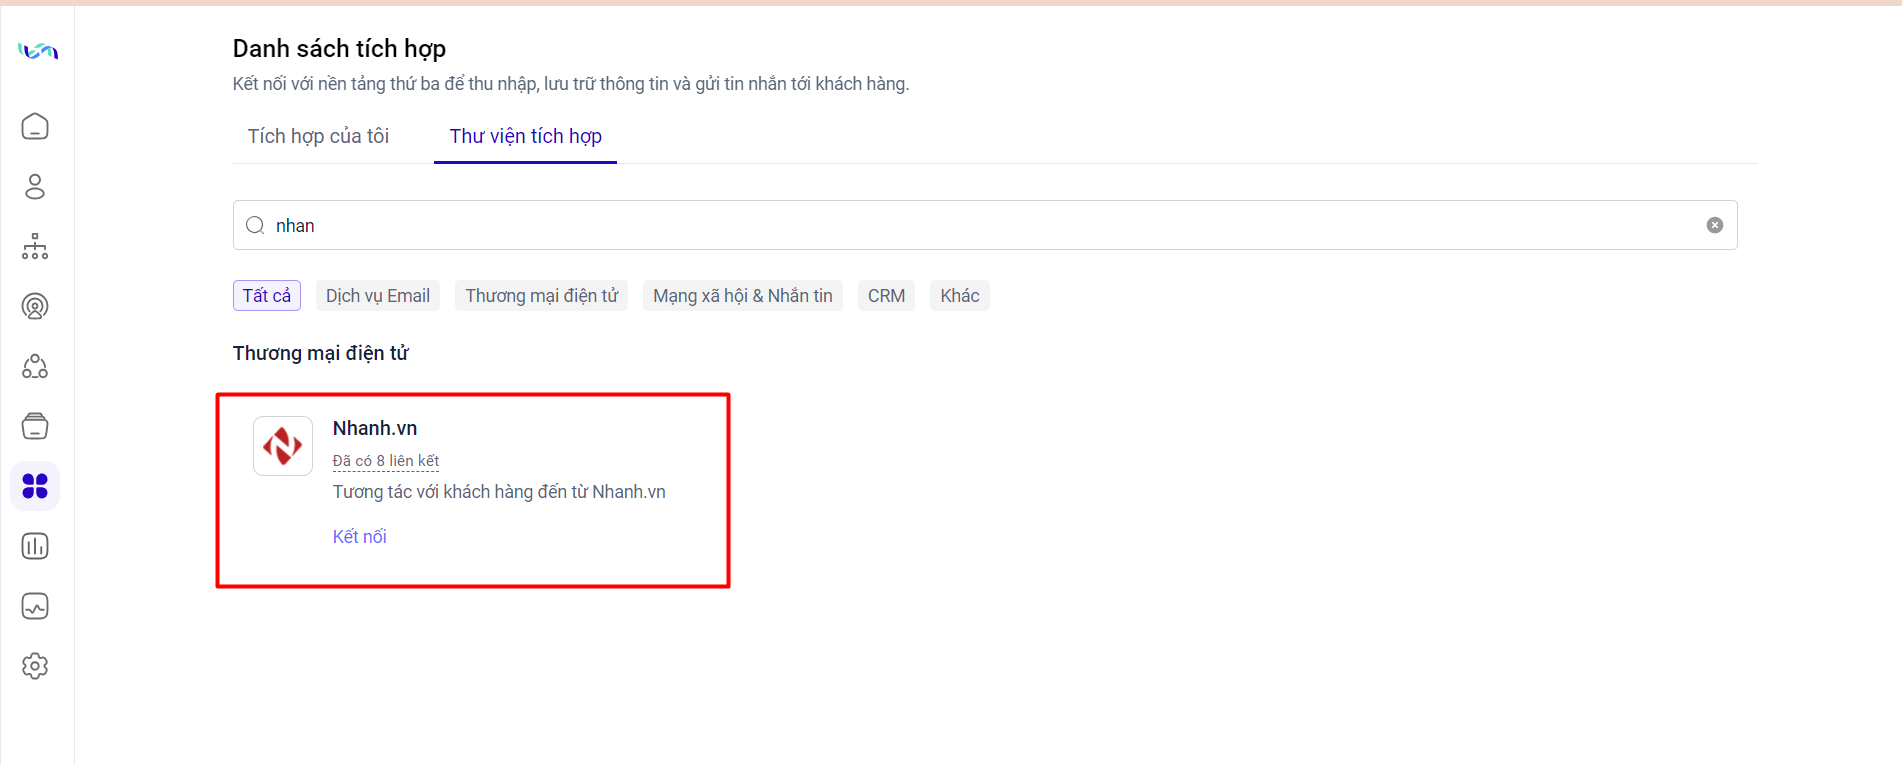 Danh sách tích hợp
Kết nối với nền tảng thứ ba để thu nhập, lưu trữ thông tin và gửi tin nhắn tới khách hàng.
Tích hợp của tôi
Thư viện tích hợp
nhan
Tất cả
Dịch vụ Email
Thương mại điện tử
Mạng xã hội & Nhắn tin
CRM
Khác
Thương mại điện tử
Nhanh.vn
Đã có 8 liên kết
Tương tác với khách hàng đến từ Nhanh.vn
Kết nối